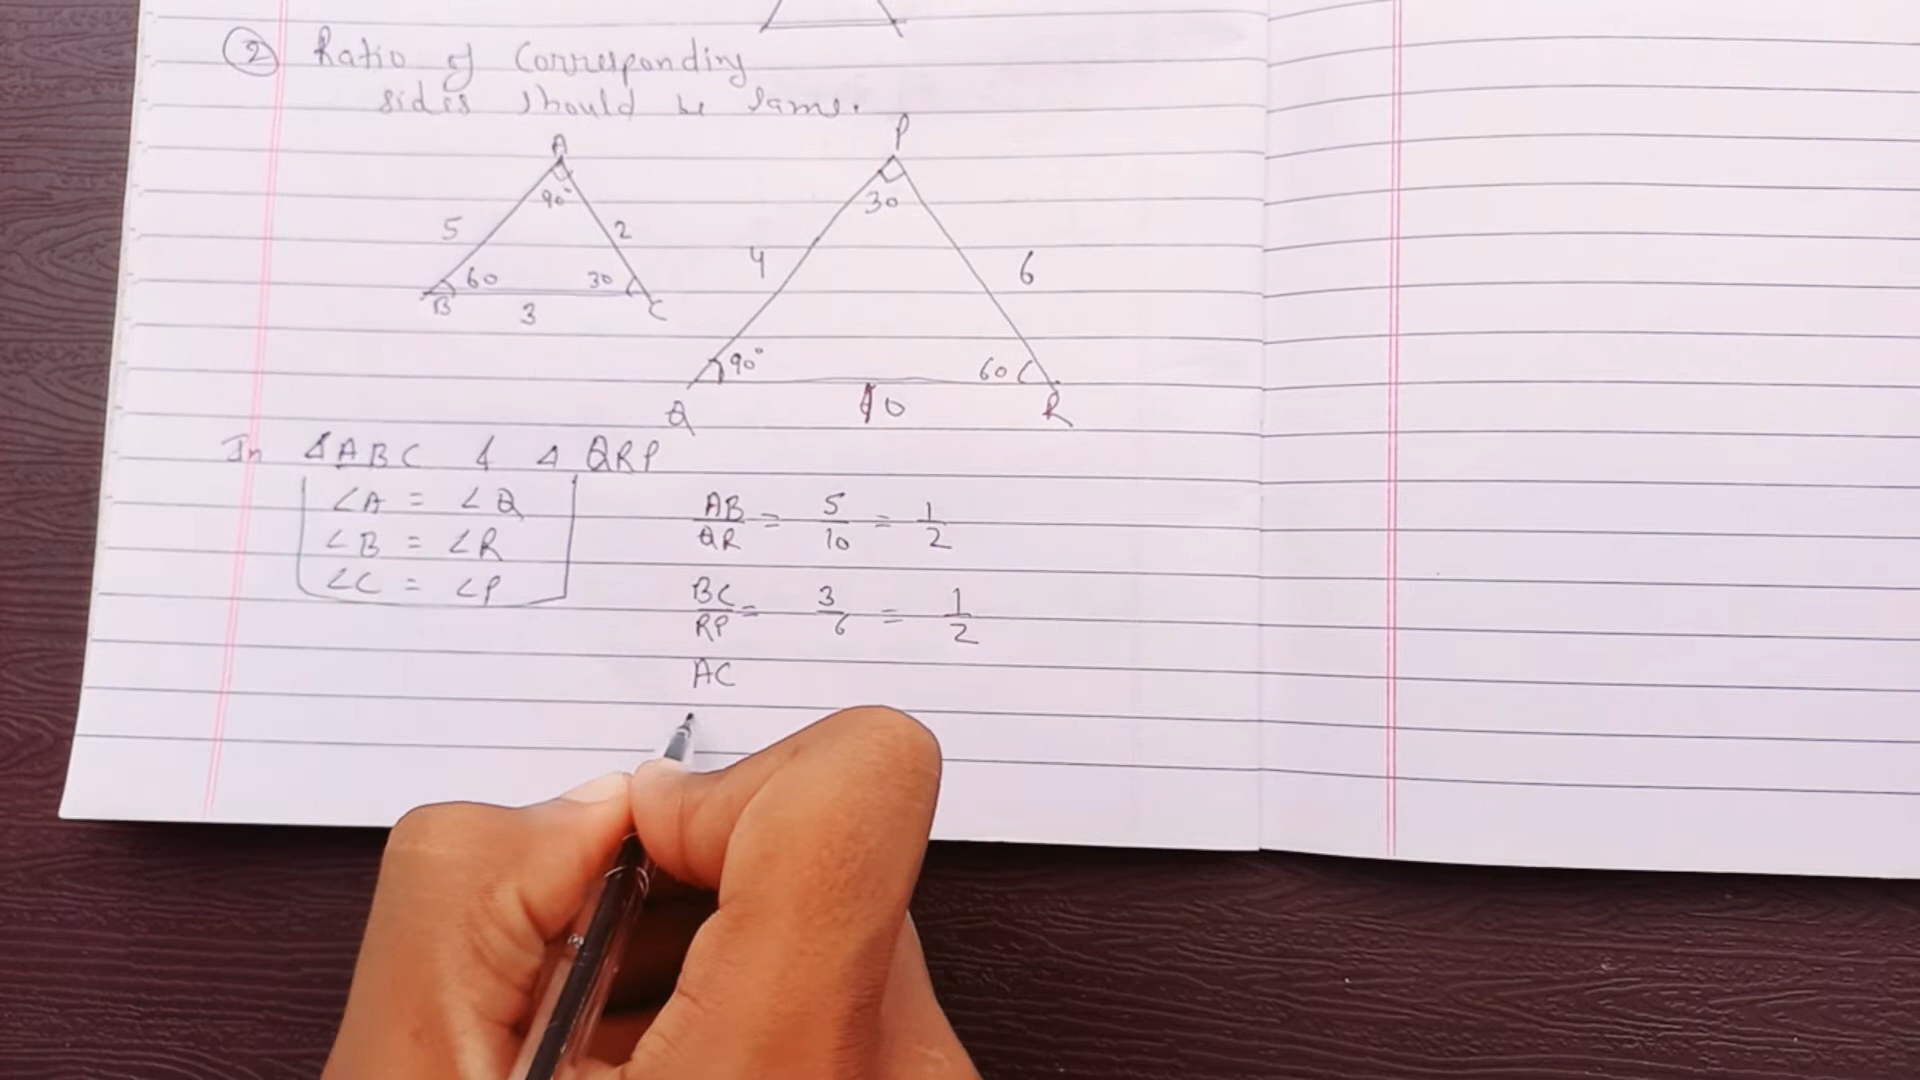 ② Ratio of Corresponding
sides should be same.
A
P
90°
30
5
2
4
6
60
30
B
3
C
90°
60
Q
10
R
In ΔABC & Δ QRP
∠A = ∠Q
∠B = ∠R
∠C = ∠P
AB/QR = 5/10 = 1/2
BC/RP = 3/6 = 1/2
AC